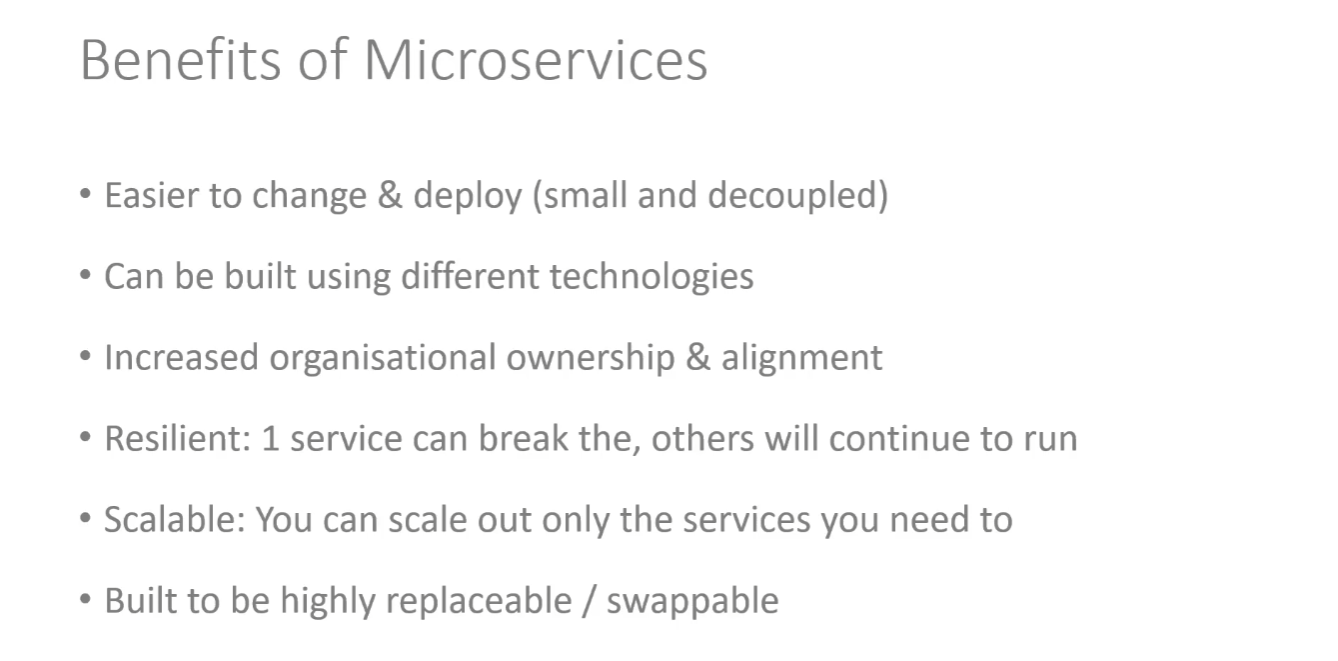 Benefits of Microservices
• Easier to change & deploy (small and decoupled)
• Can be built using different technologies
• Increased organisational ownership & alignment
• Resilient: 1 service can break the, others will continue to run
• Scalable: You can scale out only the services you need to
• Built to be highly replaceable / swappable